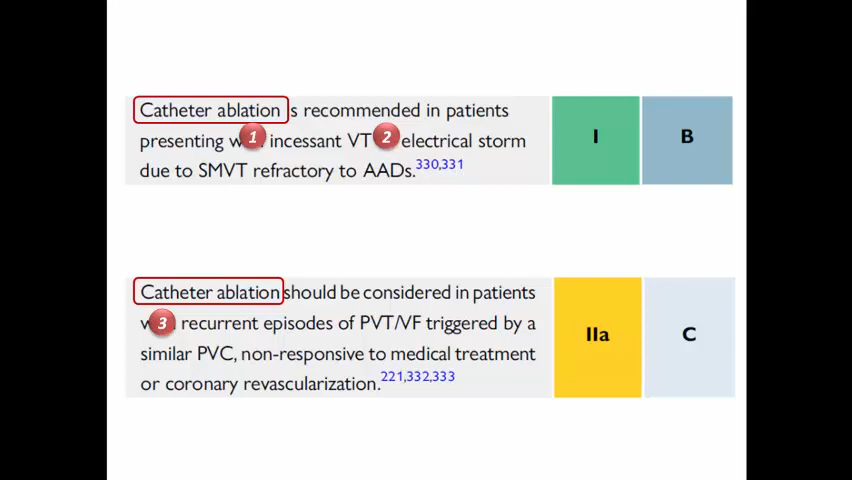 Catheter ablation is recommended in patients
presenting 1 incessant VT 2 electrical storm
due to SMVT refractory to AADs.330,331
I
B
Catheter ablation should be considered in patients
3 recurrent episodes of PVT/VF triggered by a
similar PVC, non-responsive to medical treatment
or coronary revascularization.221,332,333
IIa
C